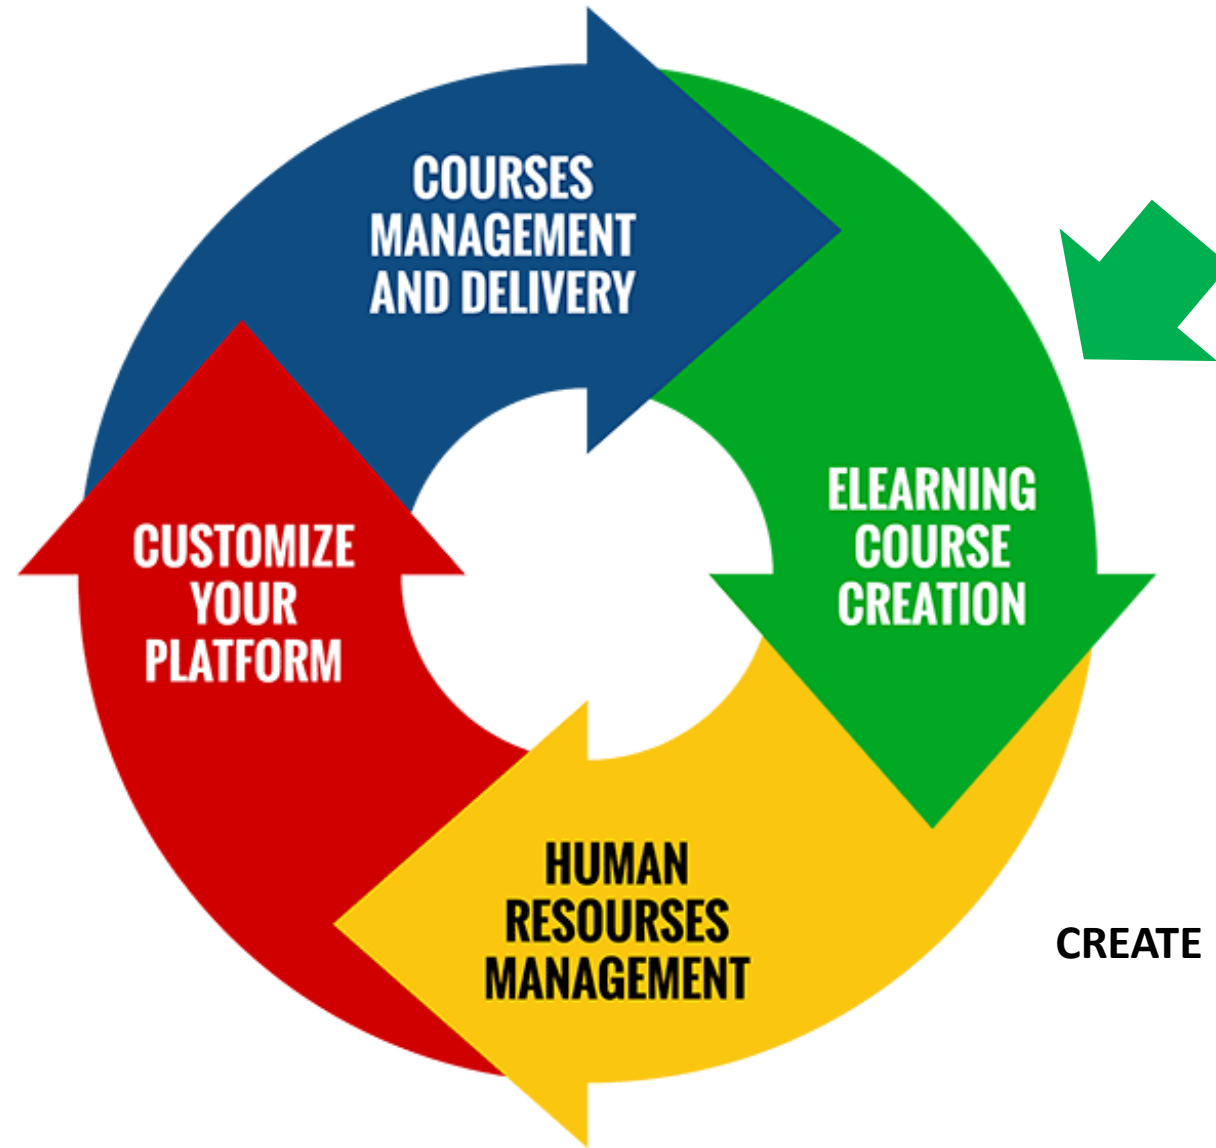 COURSES
MANAGEMENT
AND DELIVERY
ELEARNING
COURSE
CREATION
CUSTOMIZE
YOUR
PLATFORM
HUMAN
RESOURSES
MANAGEMENT
CREATE